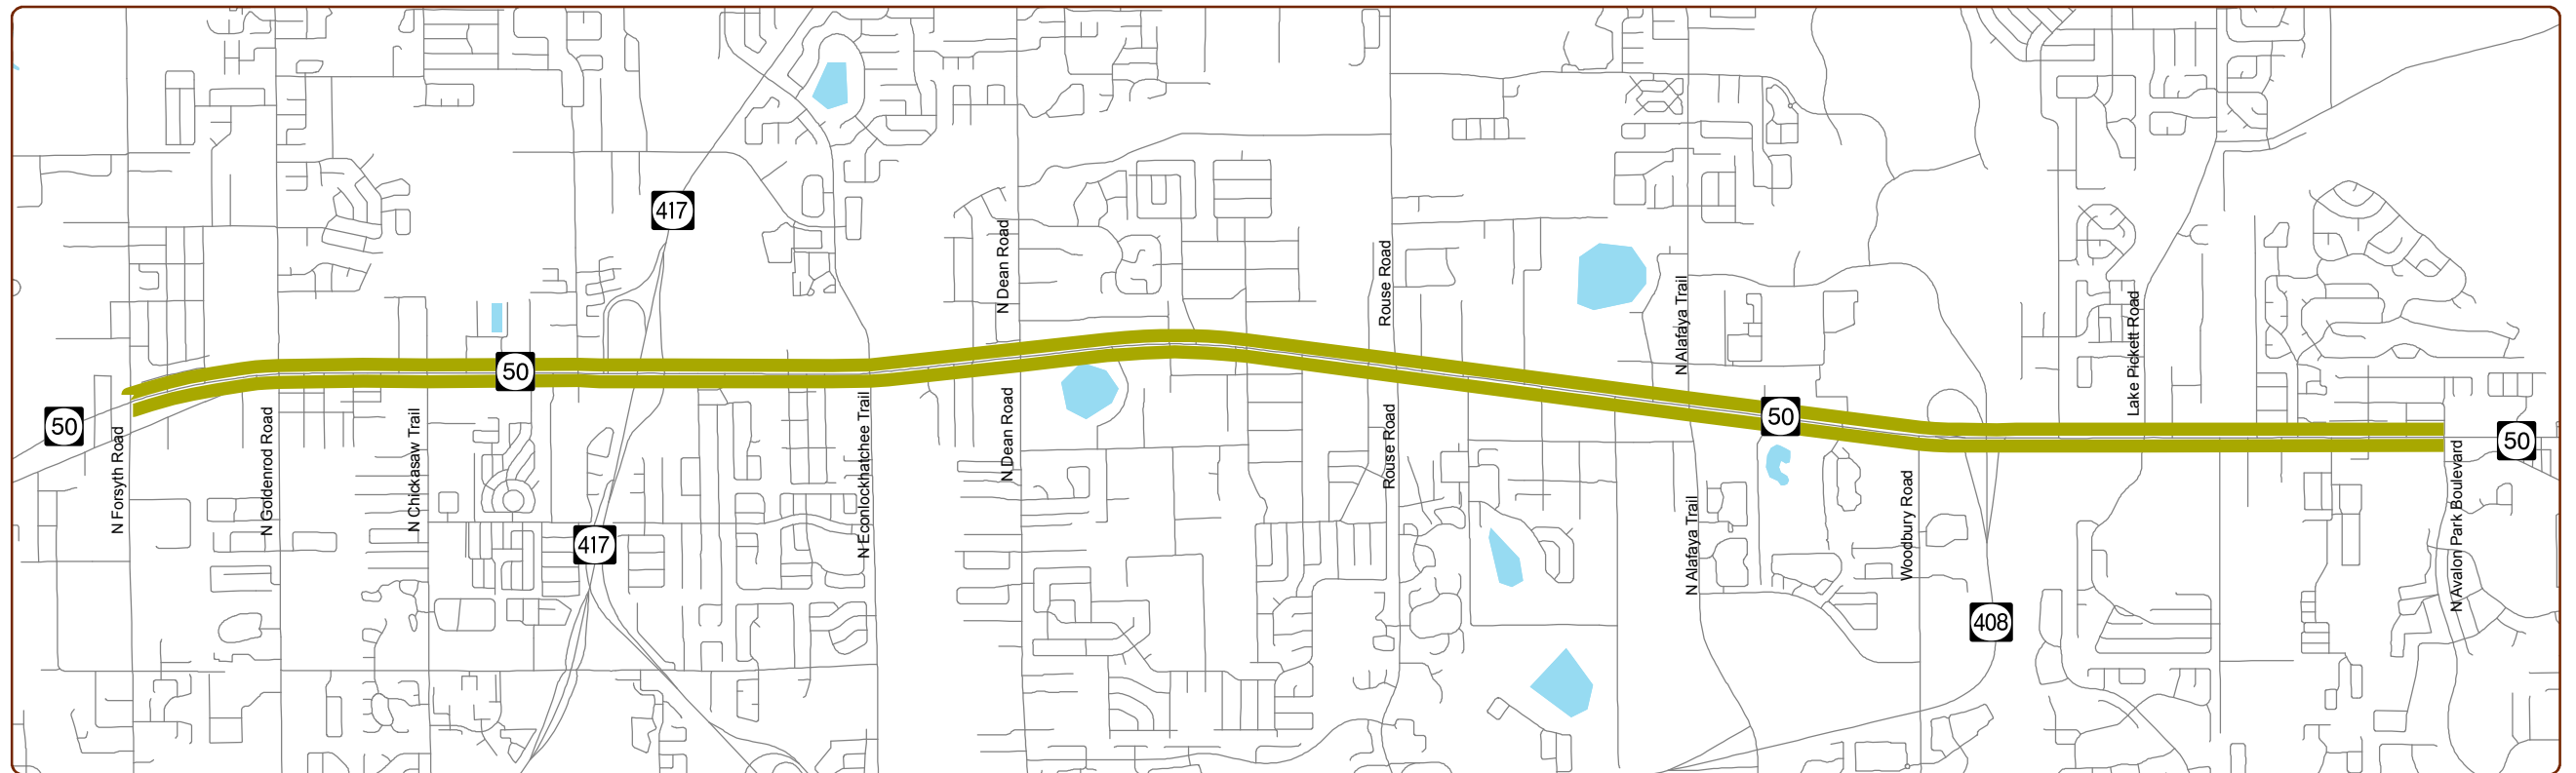 417
N Dean Road
Rouse Road
N Alafaya Trail
Lake Pickett Road
50
50
50
50
N Forsyth Road
N Goldenrod Road
N Chickasaw Trail
N Econlockhatchee Trail
N Dean Road
Rouse Road
N Alafaya Trail
Woodbury Road
N Avalon Park Boulevard
417
408